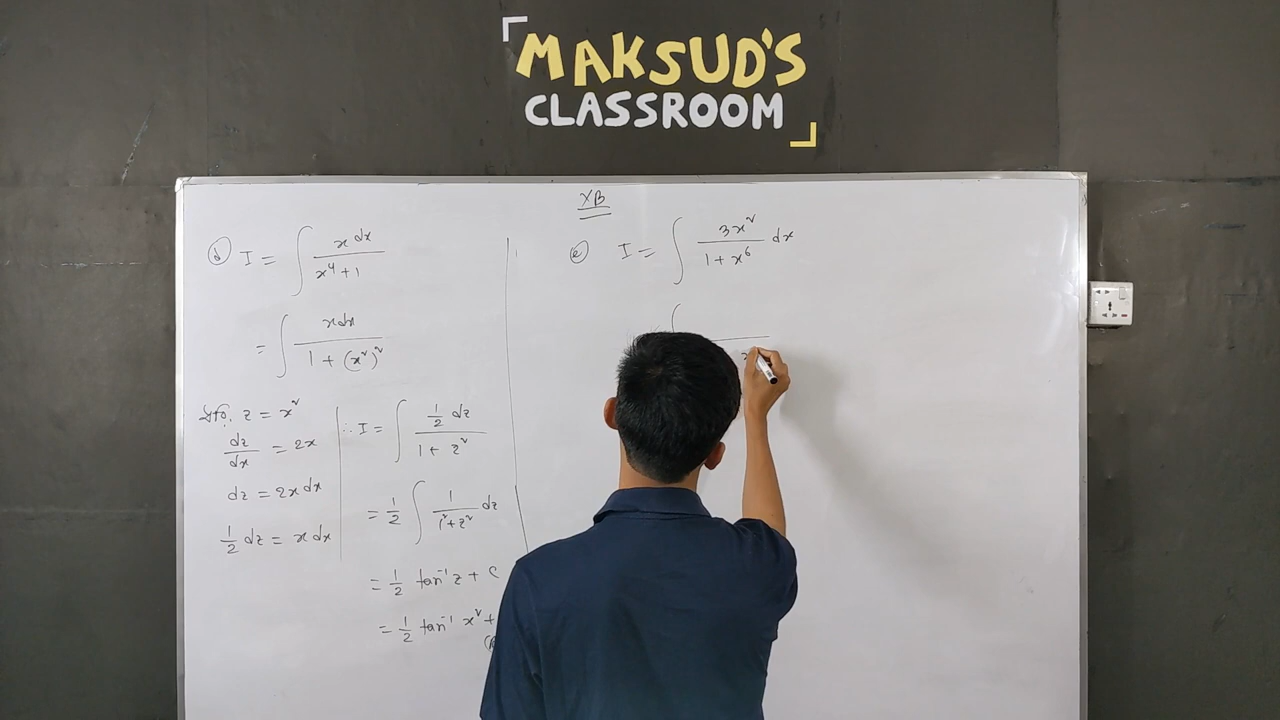 MAKSUD'S
CLASSROOM
XB
(d) I = ∫ x dx / (x⁴ + 1)
= ∫ x dx / (1 + (x²)²)
ধরি, z = x²
dz/dx = 2x
dz = 2x dx
1/2 dz = x dx
∴ I = ∫ (1/2 dz) / (1 + z²)
= 1/2 ∫ 1 / (1² + z²) dz
= 1/2 tan⁻¹ z + c
= 1/2 tan⁻¹ x² +
(e) I = ∫ 3x² / (1 + x⁶) dx
∫